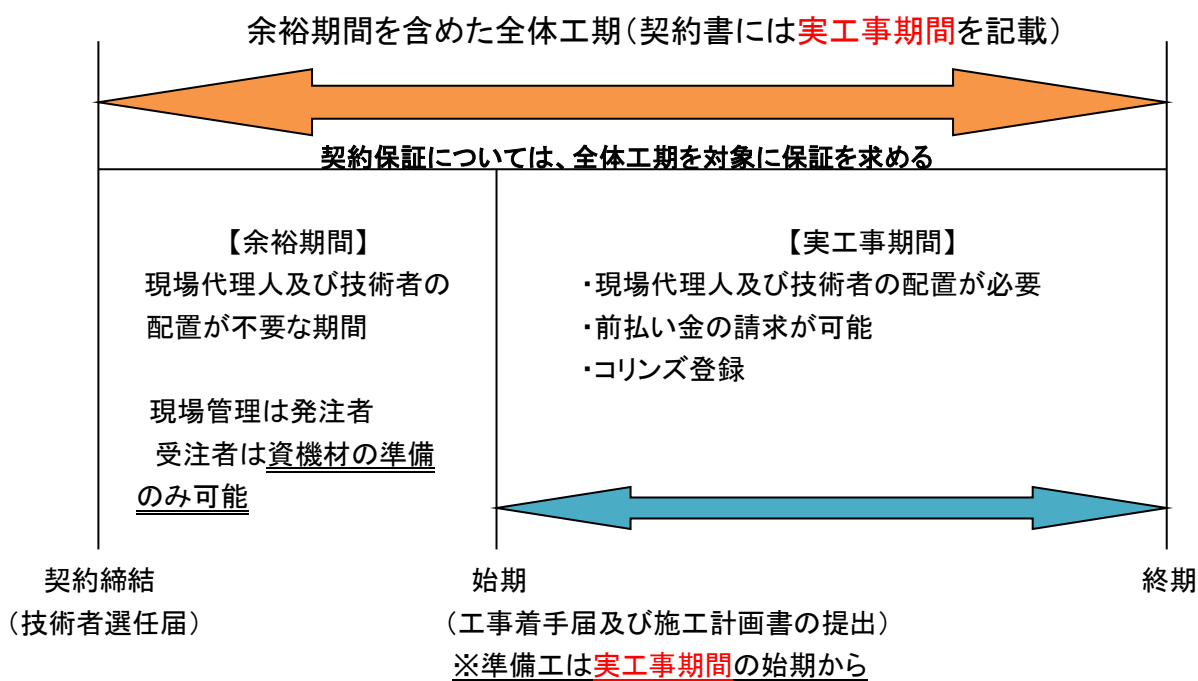 余裕期間を含めた全体工期（契約書には実工事期間を記載）
契約保証については、全体工期を対象に保証を求める
【余裕期間】
現場代理人及び技術者の
配置が不要な期間
現場管理は発注者
受注者は資機材の準備
のみ可能
【実工事期間】
・現場代理人及び技術者の配置が必要
・前払い金の請求が可能
・コリンズ登録
契約締結
（技術者選任届）
始期
（工事着手届及び施工計画書の提出）
※準備工は実工事期間の始期から
終期